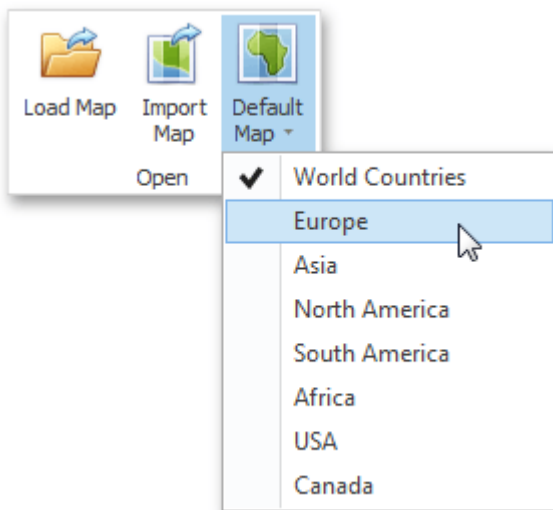 Load Map
Import
Map
Default
Map
Open
World Countries
Europe
Asia
North America
South America
Africa
USA
Canada